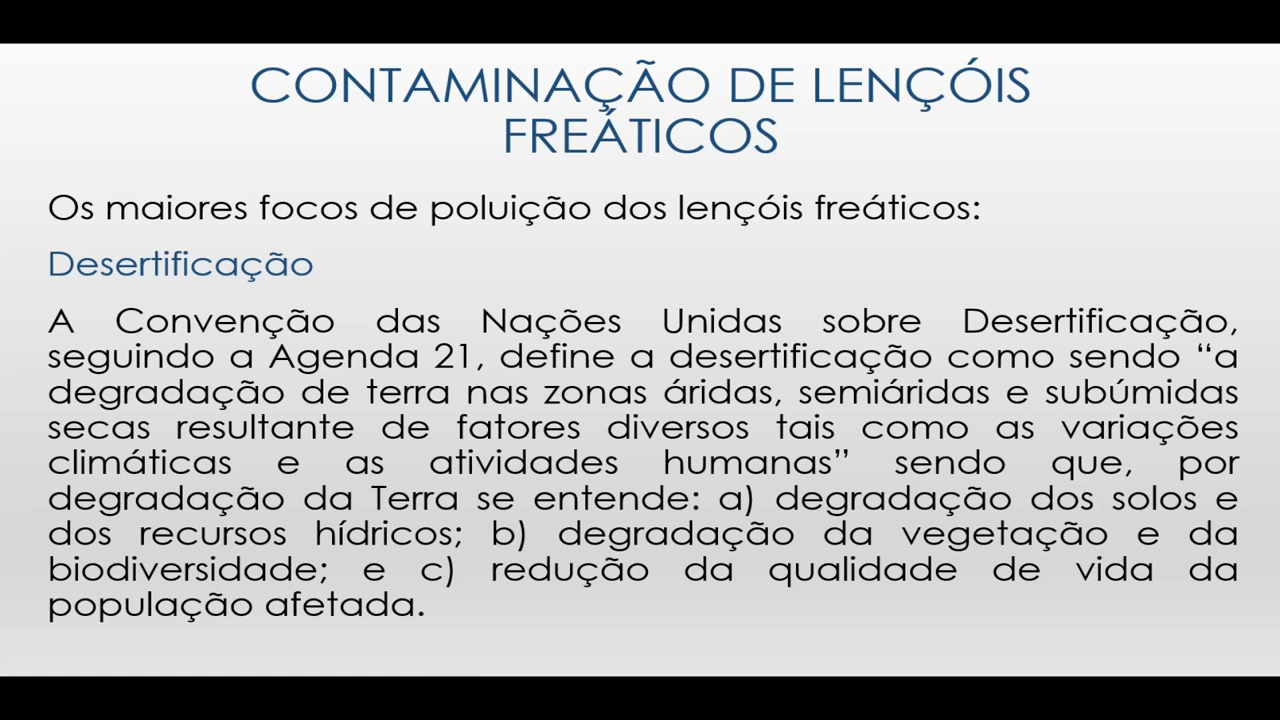 CONTAMINAÇÃO DE LENÇÓIS
FREÁTICOS
Os maiores focos de poluição dos lençóis freáticos:
Desertificação
A Convenção das Nações Unidas sobre Desertificação,
seguindo a Agenda 21, define a desertificação como sendo “a
degradação de terra nas zonas áridas, semiáridas e subúmidas
secas resultante de fatores diversos tais como as variações
climáticas e as atividades humanas” sendo que, por
degradação da Terra se entende: a) degradação dos solos e
dos recursos hídricos; b) degradação da vegetação e da
biodiversidade; e c) redução da qualidade de vida da
população afetada.